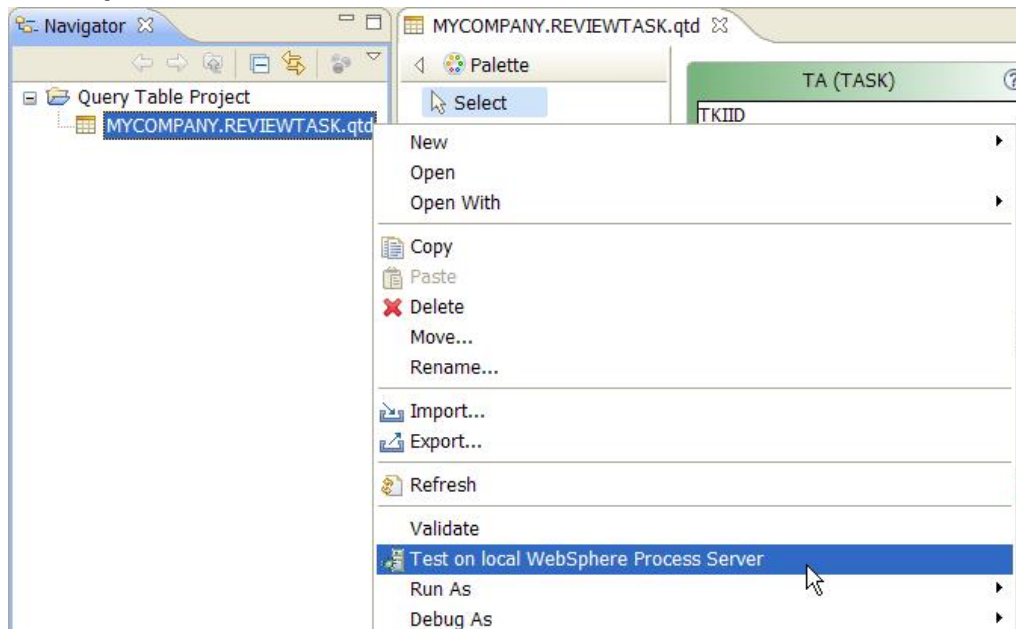 Navigator
MYCOMPANY.REVIEWTASK.qtd
Palette
Select
TA (TASK)
TKIID
Query Table Project
MYCOMPANY.REVIEWTASK.qtd
New
Open
Open With
Copy
Paste
Delete
Move...
Rename...
Import...
Export...
Refresh
Validate
Test on local WebSphere Process Server
Run As
Debug As